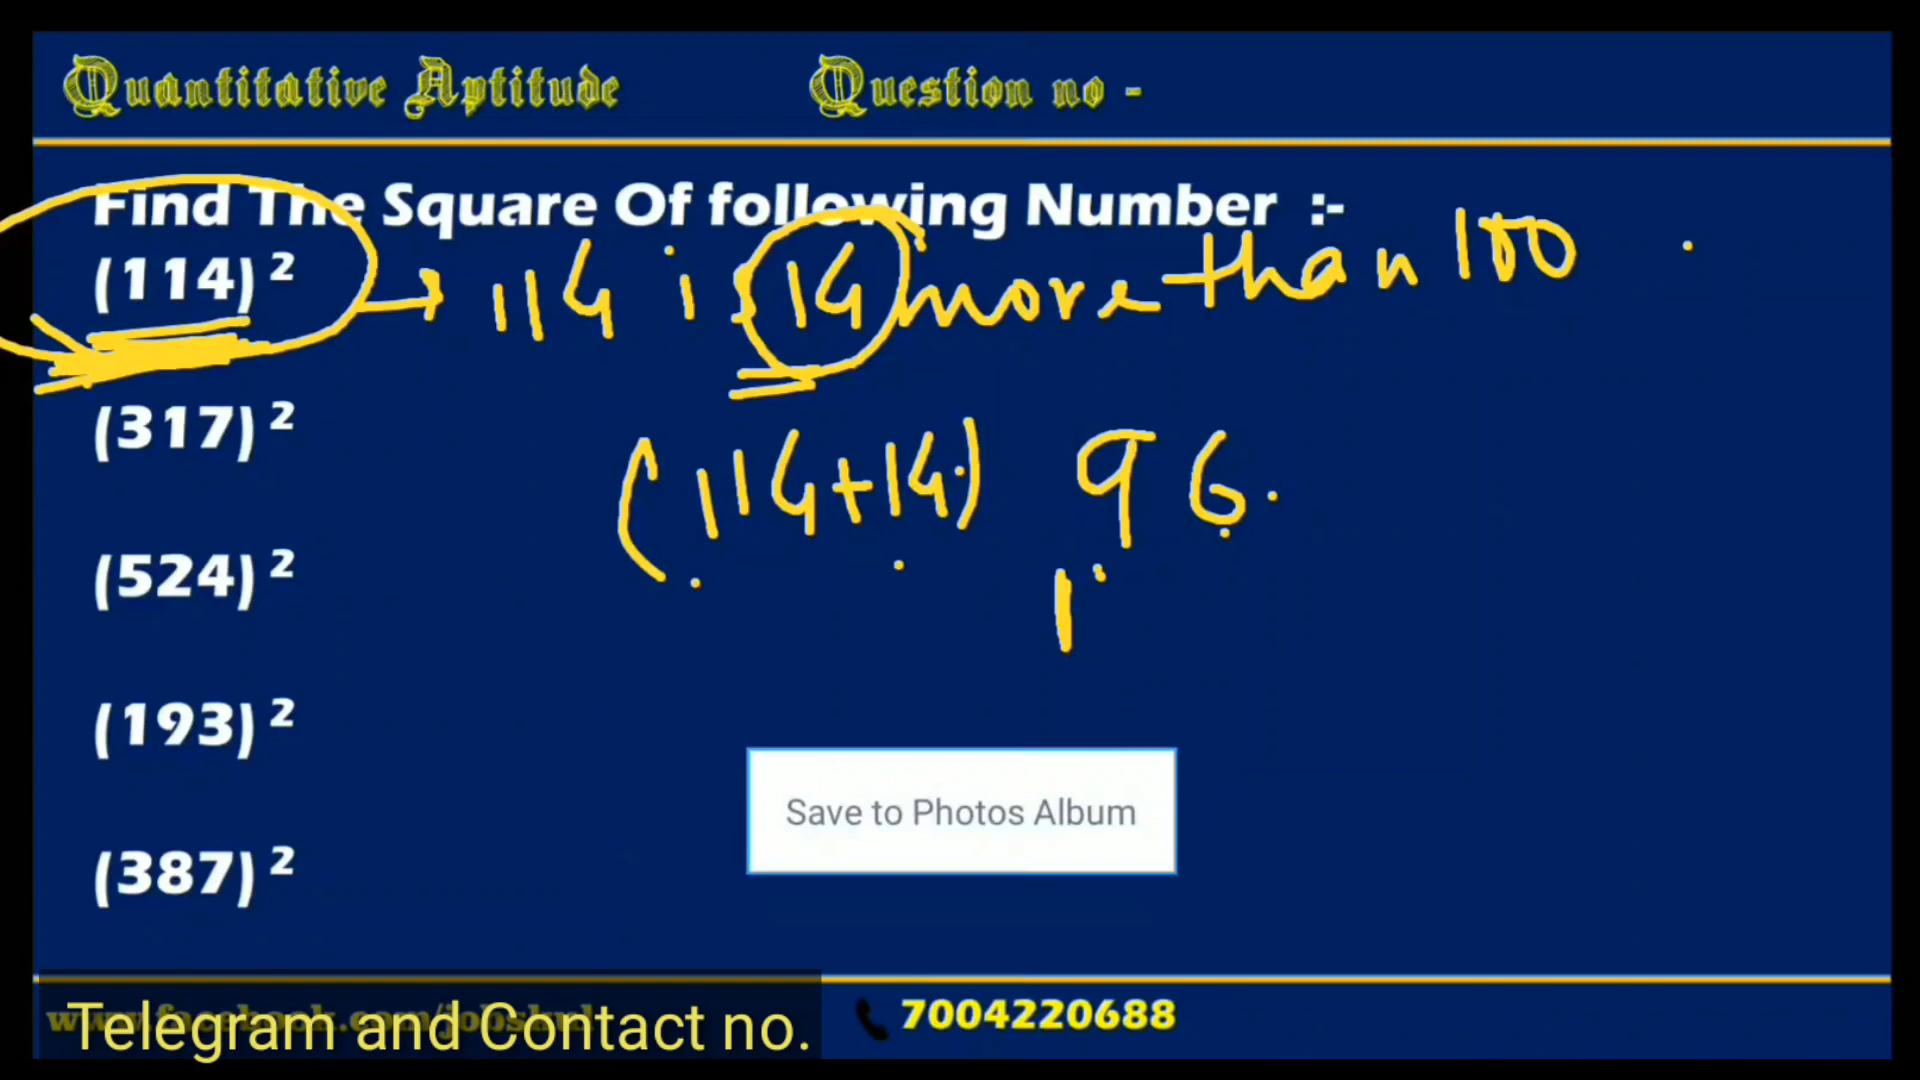 Quantitative Aptitude Question no -
Find The Square Of following Number :-
(114)² → 114 is 14 more than 100
(317)²
(114+14) 96
1
(524)²
(193)²
Save to Photos Album
(387)²
Telegram and Contact no.
7004220688